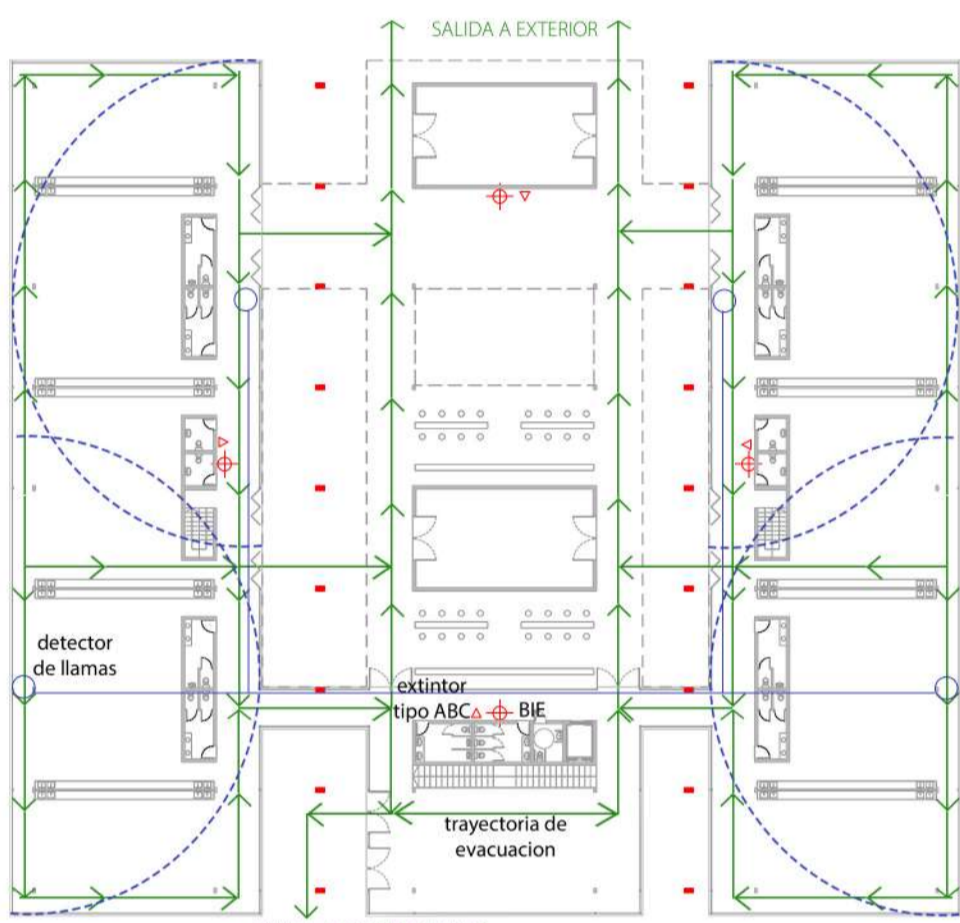 SALIDA A EXTERIOR
detector
de llamas
extintor
tipo ABC
BIE
trayectoria de
evacuacion